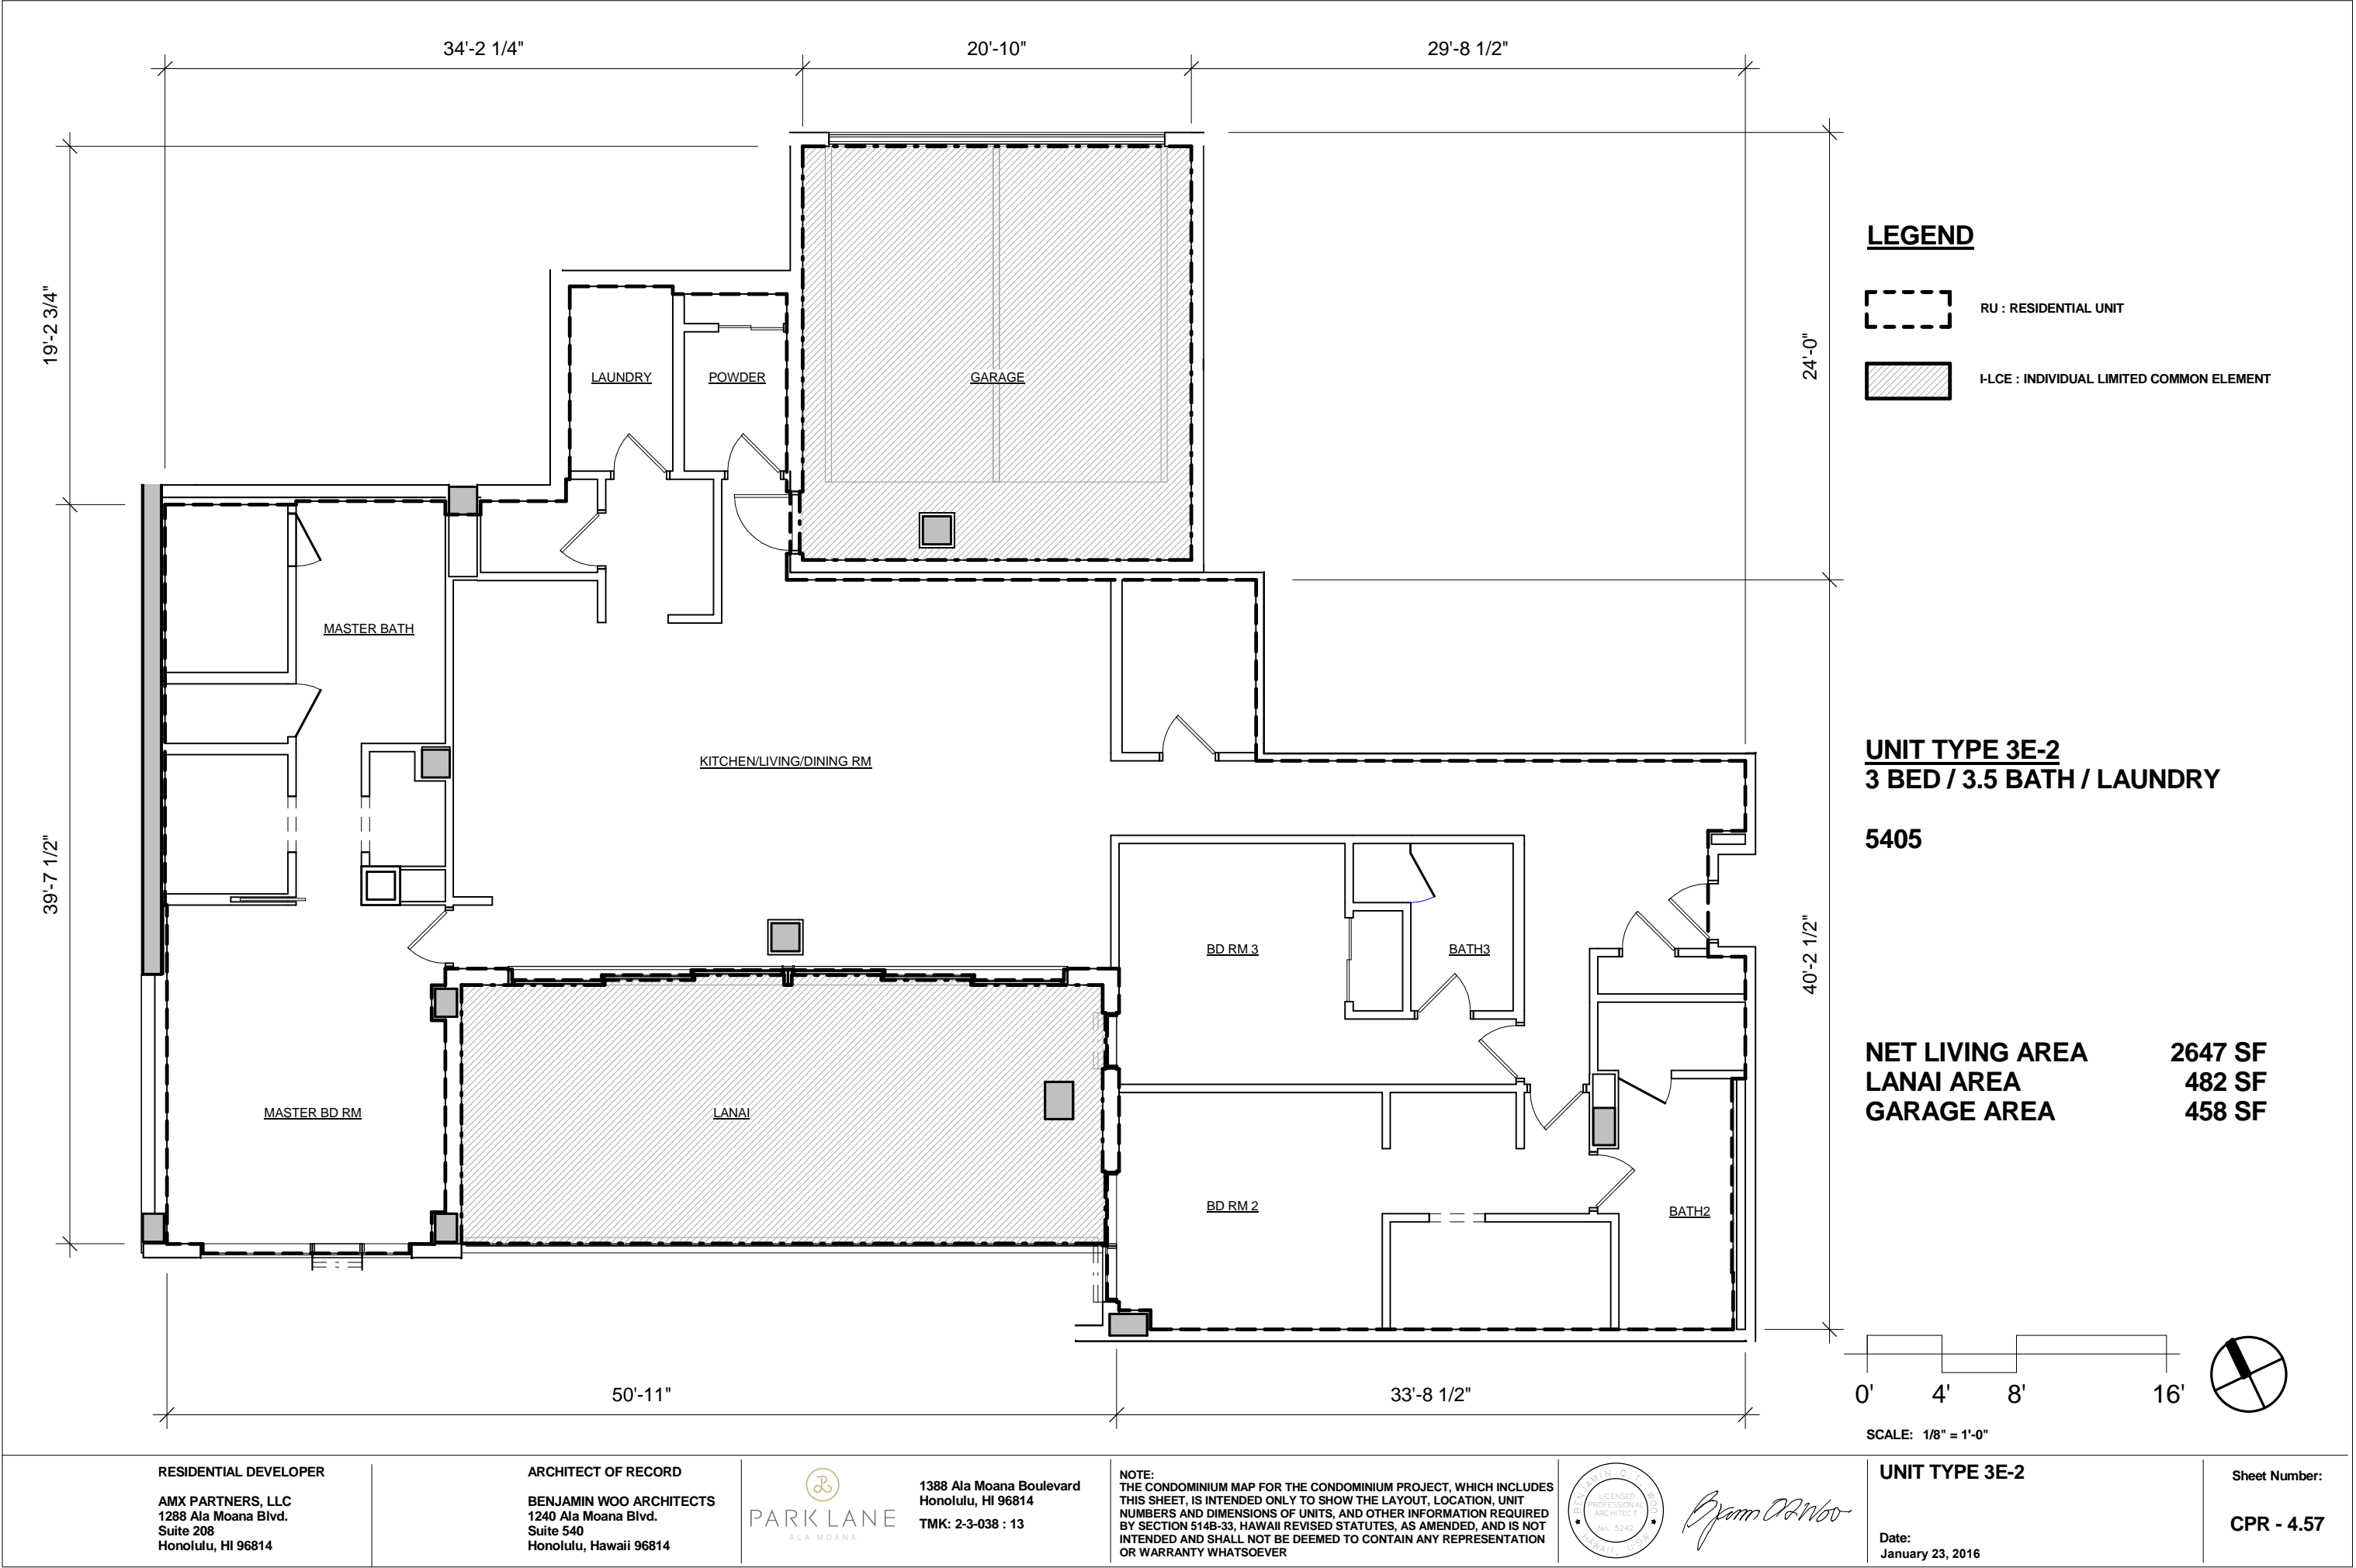 34'-2 1/4"
20'-10"
29'-8 1/2"
19'-2 3/4"
39'-7 1/2"
24'-0"
40'-2 1/2"
50'-11"
33'-8 1/2"
LAUNDRY
POWDER
GARAGE
MASTER BATH
KITCHEN/LIVING/DINING RM
BD RM 3
BATH3
MASTER BD RM
LANAI
BD RM 2
BATH2
LEGEND
RU : RESIDENTIAL UNIT
I-LCE : INDIVIDUAL LIMITED COMMON ELEMENT
UNIT TYPE 3E-2
3 BED / 3.5 BATH / LAUNDRY
5405
NET LIVING AREA 2647 SF
LANAI AREA 482 SF
GARAGE AREA 458 SF
0' 4' 8' 16'
SCALE: 1/8" = 1'-0"
RESIDENTIAL DEVELOPER
AMX PARTNERS, LLC
1288 Ala Moana Blvd.
Suite 208
Honolulu, HI 96814
ARCHITECT OF RECORD
BENJAMIN WOO ARCHITECTS
1240 Ala Moana Blvd.
Suite 540
Honolulu, Hawaii 96814
PARK LANE
ALA MOANA
1388 Ala Moana Boulevard
Honolulu, HI 96814
TMK: 2-3-038 : 13
NOTE:
THE CONDOMINIUM MAP FOR THE CONDOMINIUM PROJECT, WHICH INCLUDES
THIS SHEET, IS INTENDED ONLY TO SHOW THE LAYOUT, LOCATION, UNIT
NUMBERS AND DIMENSIONS OF UNITS, AND OTHER INFORMATION REQUIRED
BY SECTION 514B-33, HAWAII REVISED STATUTES, AS AMENDED, AND IS NOT
INTENDED AND SHALL NOT BE DEEMED TO CONTAIN ANY REPRESENTATION
OR WARRANTY WHATSOEVER
BENJAMIN Q. T. WOO
LICENSED
PROFESSIONAL
ARCHITECT
No. 5242
HAWAII, U.S.A.
UNIT TYPE 3E-2
Date:
January 23, 2016
Sheet Number:
CPR - 4.57